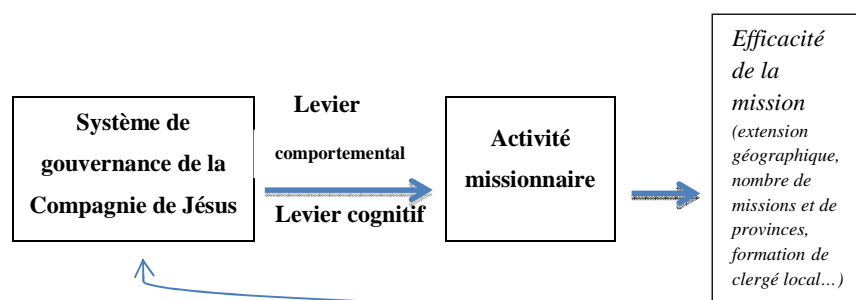 Système de
gouvernance de la
Compagnie de Jésus
Levier
comportemental
Levier cognitif
Activité
missionnaire
Efficacité
de la
mission
(extension
géographique,
nombre de
missions et de
provinces,
formation de
clergé local…)